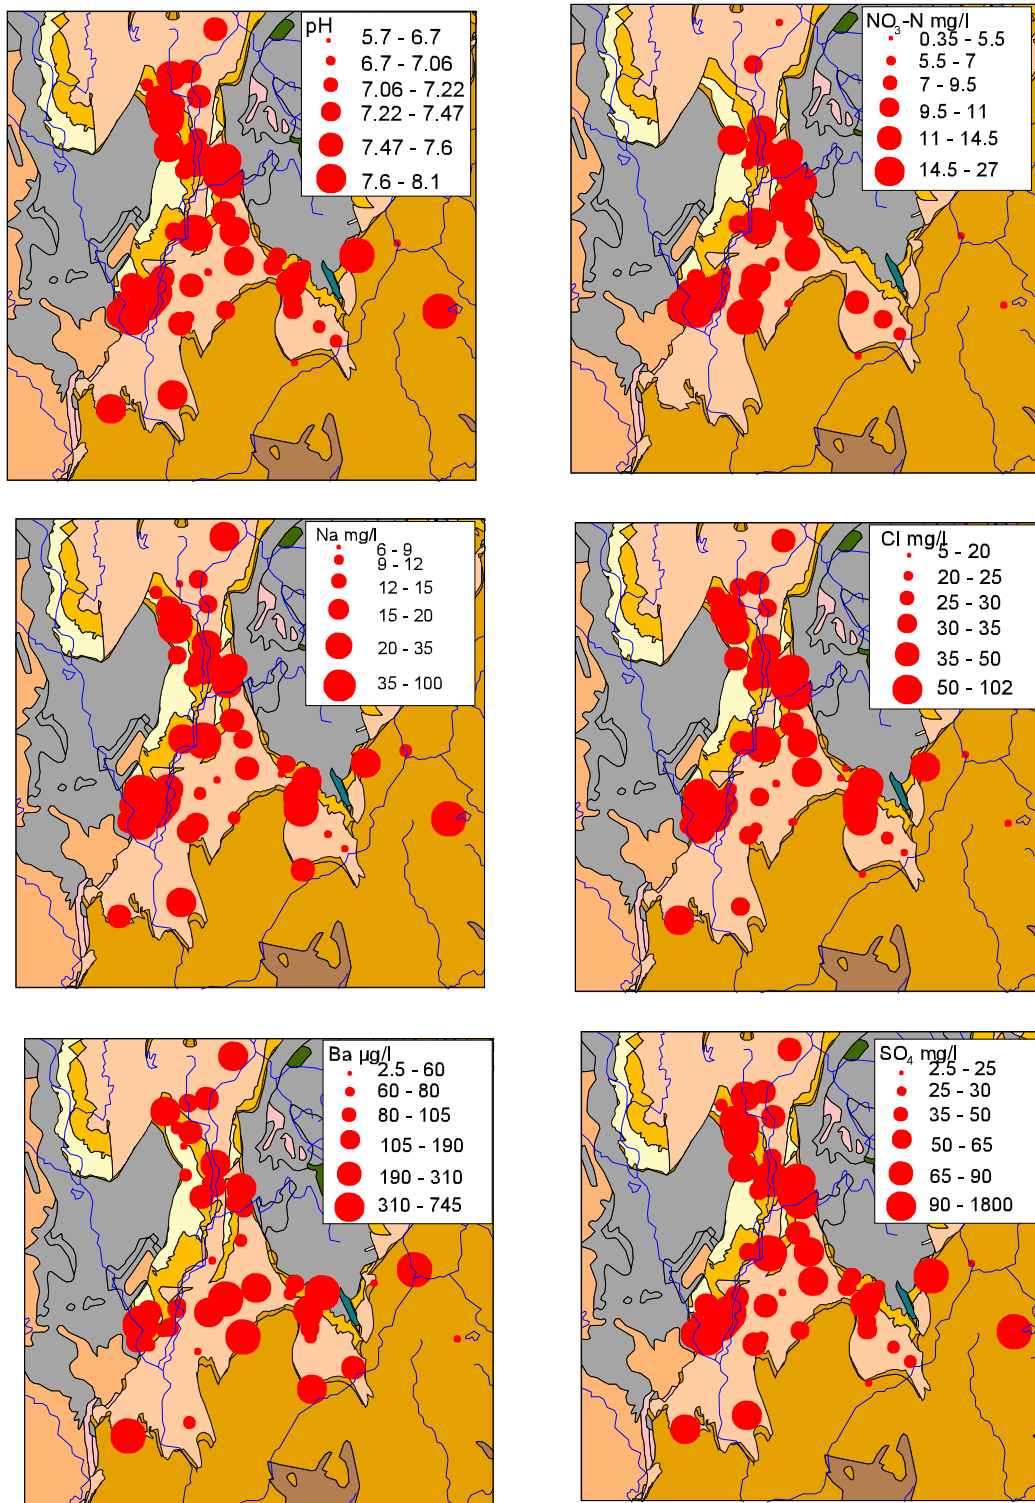 pH
5.7 - 6.7
6.7 - 7.06
7.06 - 7.22
7.22 - 7.47
7.47 - 7.6
7.6 - 8.1
NO₃-N mg/l
0.35 - 5.5
5.5 - 7
7 - 9.5
9.5 - 11
11 - 14.5
14.5 - 27
Na mg/l
6 - 9
9 - 12
12 - 15
15 - 20
20 - 35
35 - 100
Cl mg/l
5 - 20
20 - 25
25 - 30
30 - 35
35 - 50
50 - 102
Ba µg/l
2.5 - 60
60 - 80
80 - 105
105 - 190
190 - 310
310 - 745
SO₄ mg/l
2.5 - 25
25 - 30
35 - 50
50 - 65
65 - 90
90 - 1800